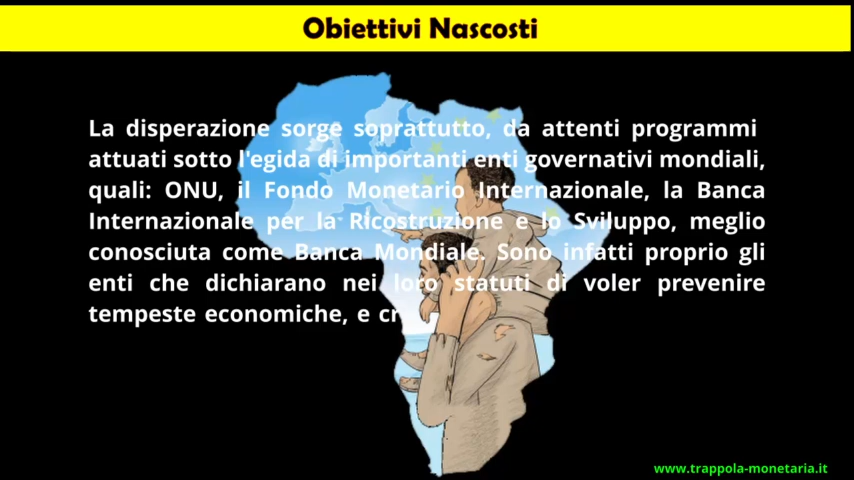 Obiettivi Nascosti
La disperazione sorge soprattutto, da attenti programmi
attuati sotto l'egida di importanti enti governativi mondiali,
quali: ONU, il Fondo Monetario Internazionale, la Banca
Internazionale per la Ricostruzione e lo Sviluppo, meglio
conosciuta come Banca Mondiale. Sono infatti proprio gli
enti che dichiarano nei loro statuti di voler prevenire
tempeste economiche, e cr
www.trappola-monetaria.it